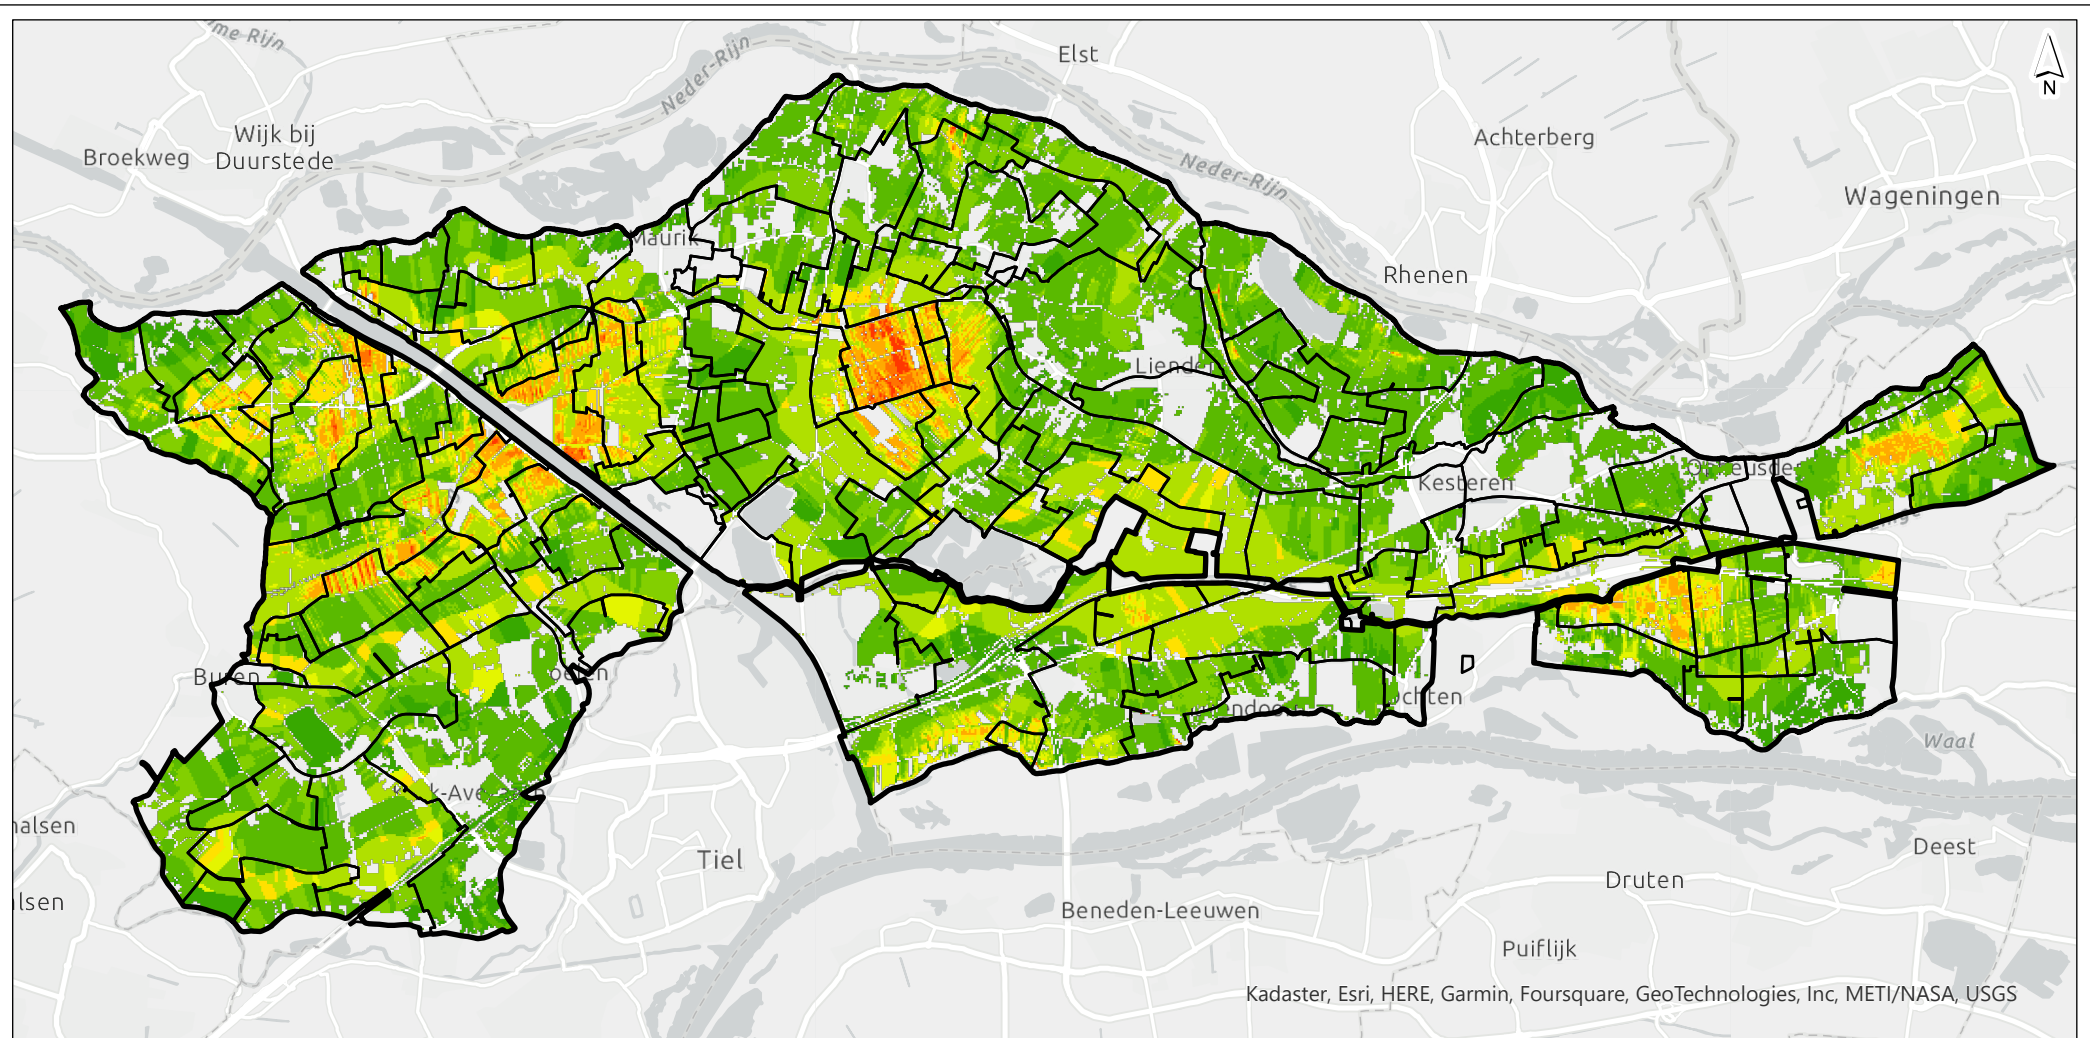 Neder-Rijn
Elst
N
Wijk bij
Duurstede
Broekweg
Achterberg
Neder-Rijn
Wageningen
Maurik
Rhenen
Kesteren
Buren
Waal
Tiel
Deest
Druten
Beneden-Leeuwen
Puiflijk
Kadaster, Esri, HERE, Garmin, Foursquare, GeoTechnologies, Inc, METI/NASA, USGS